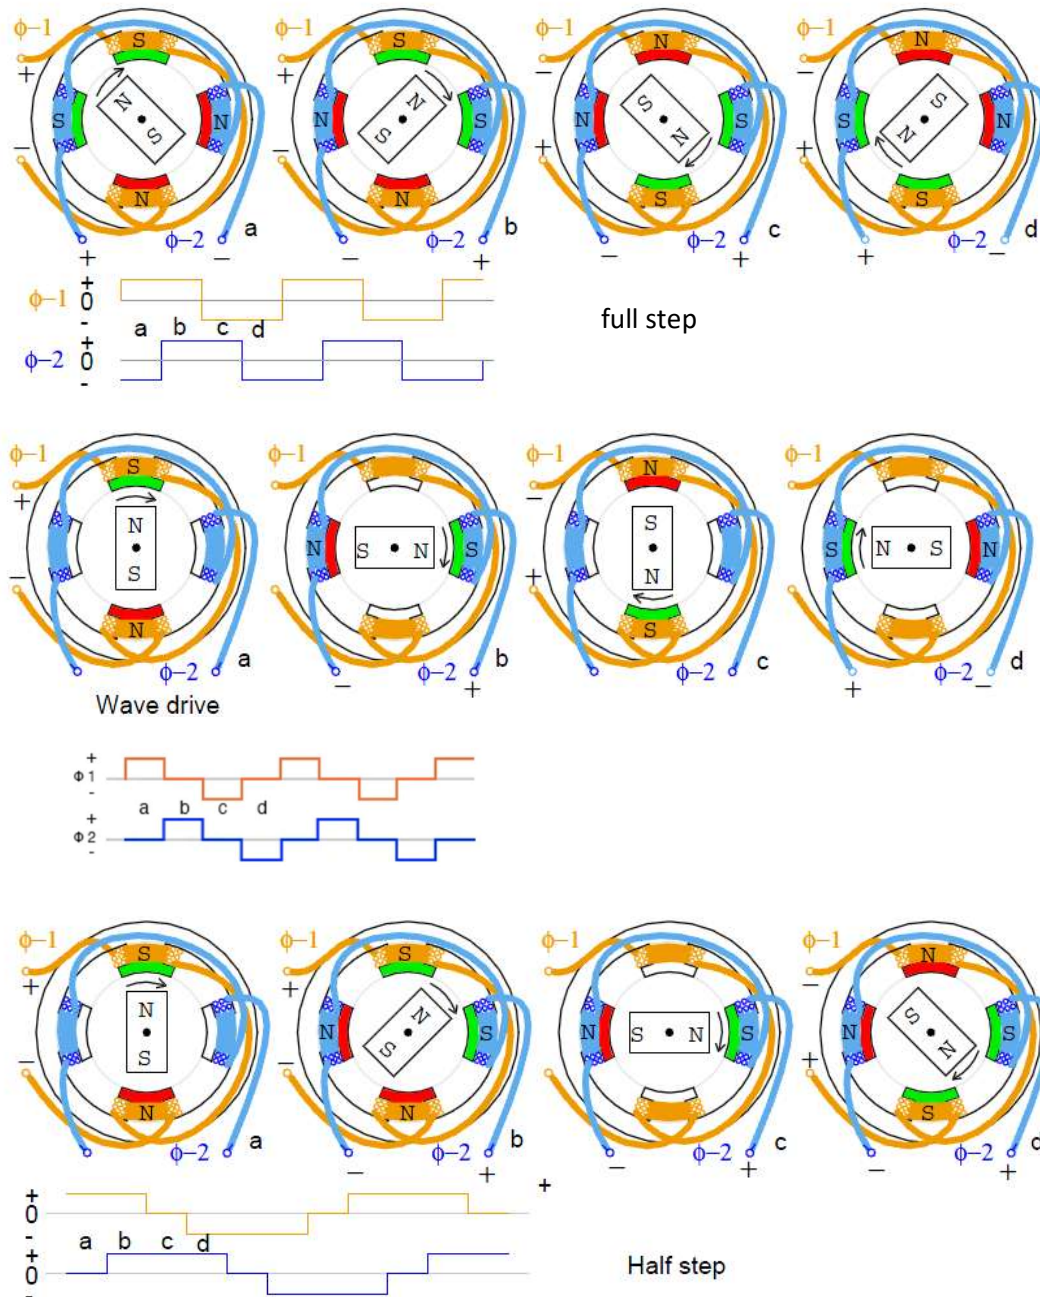 ϕ−1 ϕ−1 ϕ−1 ϕ−1
S S N N
+ + − −
N S N S N S S N
S N N S N S S N
S N S N
− − + +
N N S S
ϕ−2 a ϕ−2 b ϕ−2 c ϕ−2 d
+ − − + − + + −
+
ϕ−1 0
-
a b c d
full step
+
ϕ−2 0
-
ϕ−1 ϕ−1 ϕ−1 ϕ−1
S N
+ −
N S
N S N S S N S N
S N
− +
N S
ϕ−2 a ϕ−2 b ϕ−2 c ϕ−2 d
− + + −
Wave drive
+
Φ1
-
a b c d
+
Φ2
-
ϕ−1 ϕ−1 ϕ−1 ϕ−1
S S N
+ + −
N N S
N S N S N S S N
S S N
− − +
N N S
ϕ−2 a ϕ−2 b ϕ−2 c ϕ−2 d
− + − + − +
+
+
0
-
a b c d
+
0
-
Half step